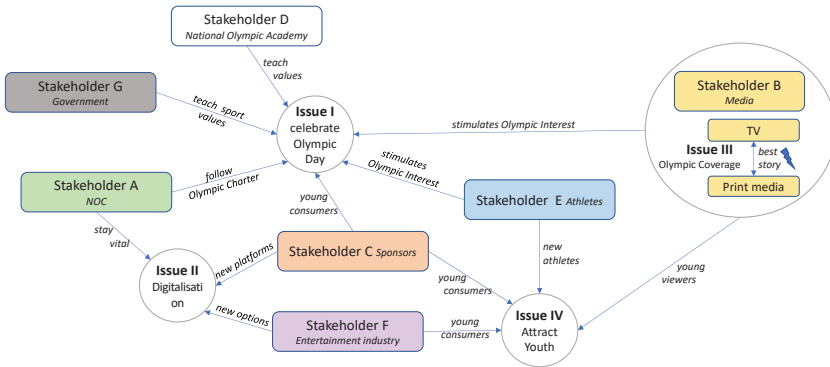 Stakeholder D
National Olympic Academy
teach
values
Stakeholder G
Government
teach sport
values
Issue I
celebrate
Olympic
Day
stimulates Olympic Interest
Stakeholder B
Media
TV
Issue III
Olympic Coverage
best
story
Print media
Stakeholder A
NOC
follow
Olympic Charter
stimulates
Olympic Interest
Stakeholder E Athletes
stay
vital
young
consumers
Issue II
Digitalisati
on
new platforms
Stakeholder C Sponsors
new
athletes
young
consumers
young
viewers
new options
Stakeholder F
Entertainment industry
young
consumers
Issue IV
Attract
Youth